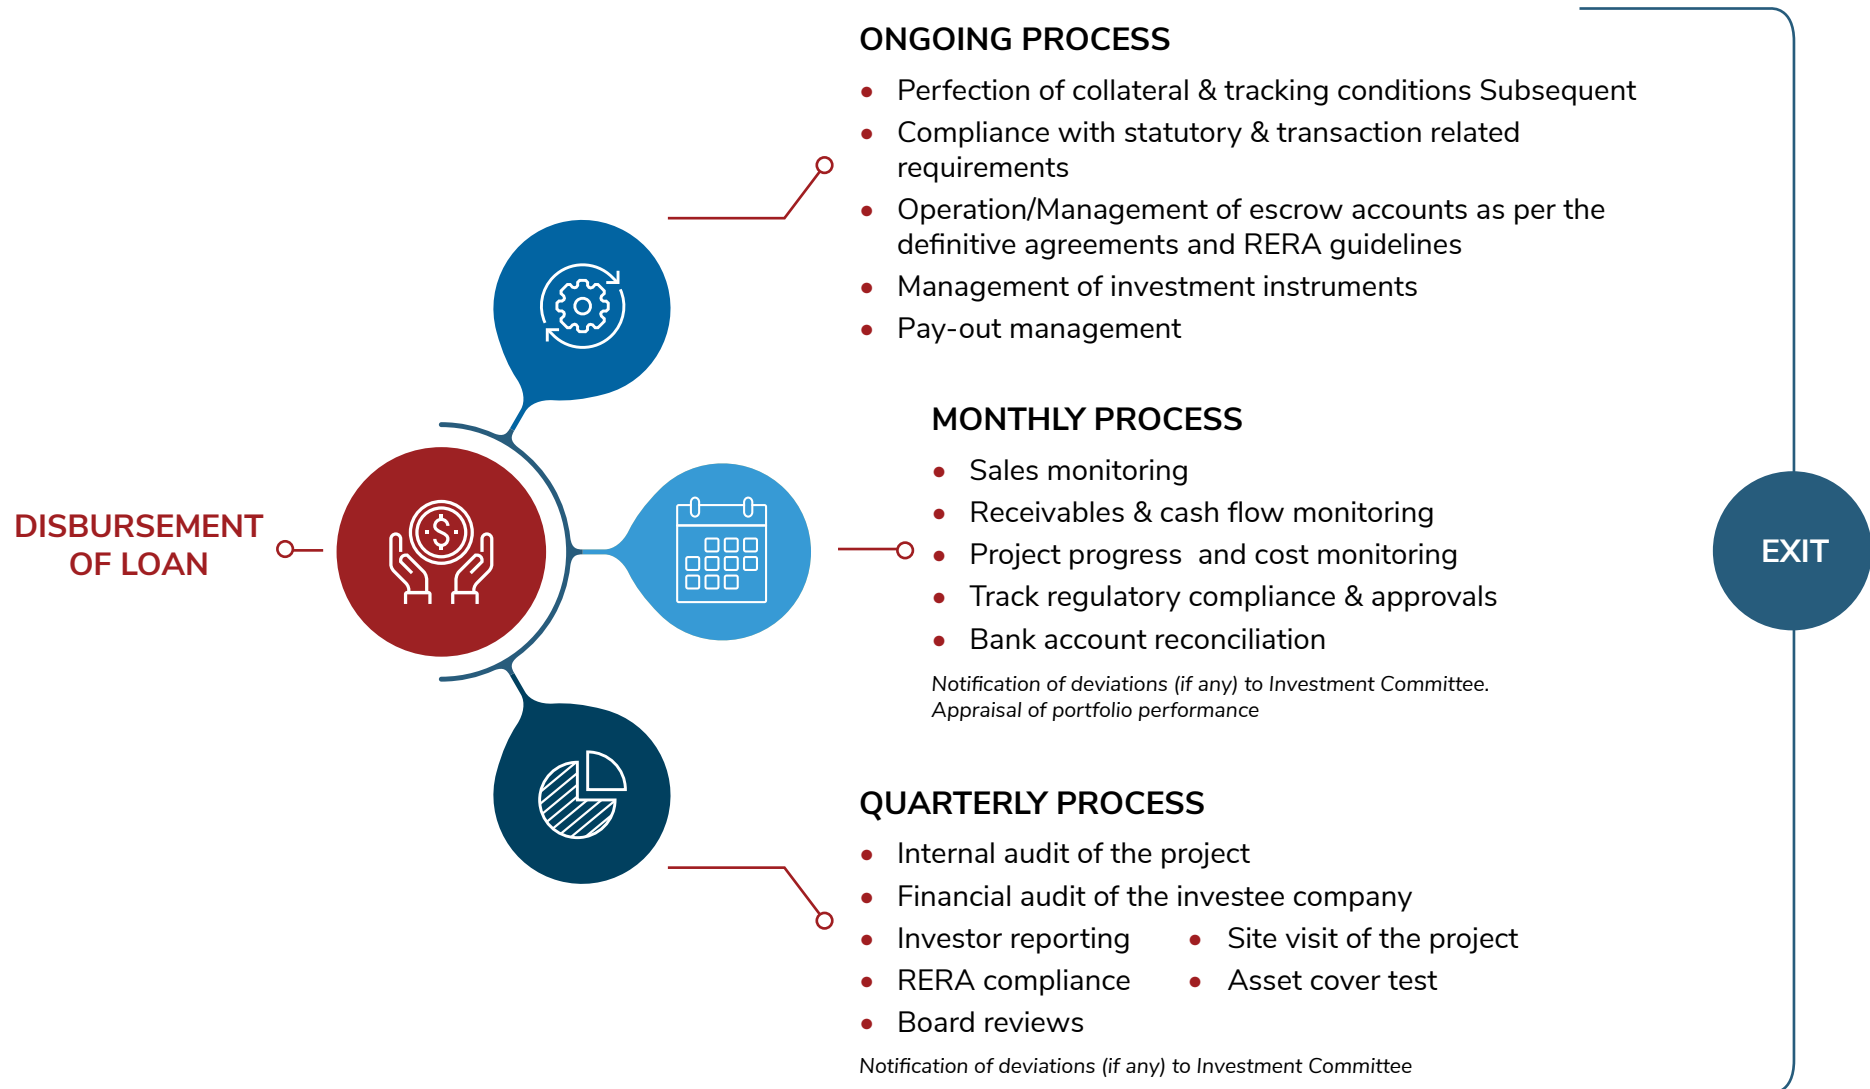 ONGOING PROCESS
• Perfection of collateral & tracking conditions Subsequent
• Compliance with statutory & transaction related
requirements
• Operation/Management of escrow accounts as per the
definitive agreements and RERA guidelines
• Management of investment instruments
• Pay-out management
DISBURSEMENT
OF LOAN
MONTHLY PROCESS
• Sales monitoring
• Receivables & cash flow monitoring
• Project progress  and cost monitoring
• Track regulatory compliance & approvals
• Bank account reconciliation
Notification of deviations (if any) to Investment Committee.
Appraisal of portfolio performance
EXIT
QUARTERLY PROCESS
• Internal audit of the project
• Financial audit of the investee company
• Investor reporting • Site visit of the project
• RERA compliance • Asset cover test
• Board reviews
Notification of deviations (if any) to Investment Committee